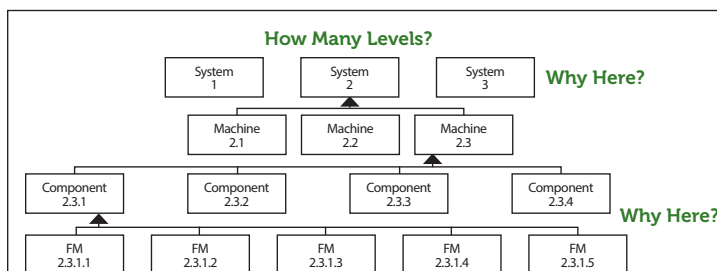 How Many Levels?
System
1
System
2
System
3
Why Here?
Machine
2.1
Machine
2.2
Machine
2.3
Component
2.3.1
Component
2.3.2
Component
2.3.3
Component
2.3.4
Why Here?
FM
2.3.1.1
FM
2.3.1.2
FM
2.3.1.3
FM
2.3.1.4
FM
2.3.1.5